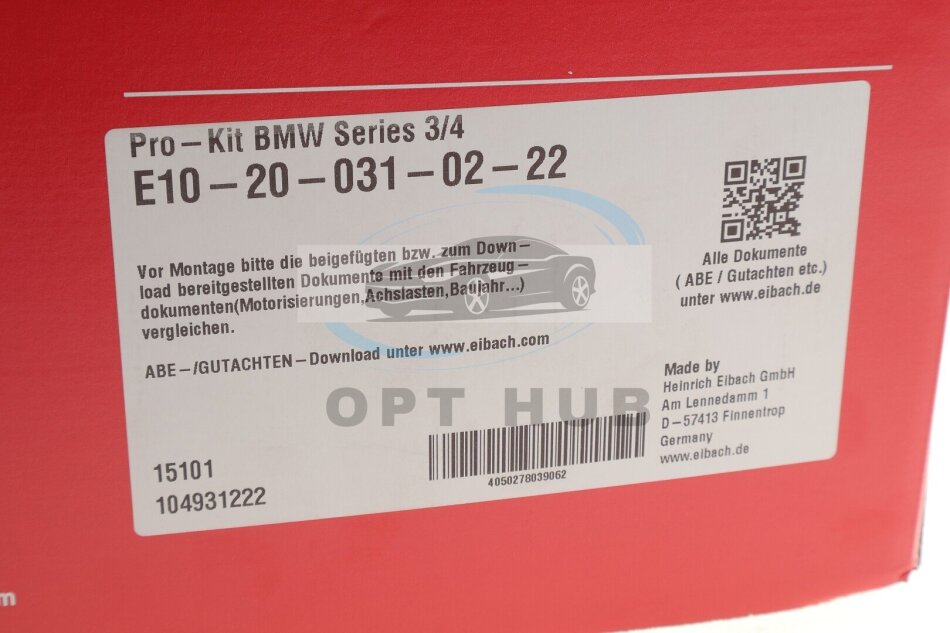 Pro-Kit BMW Series 3/4
E10-20-031-02-22
Vor Montage bitte die beigefügten bzw. zum Down-
load bereitgestellten Dokumente mit den Fahrzeug-
dokumenten(Motorisierungen,Achslasten,Baujahr...)
vergleichen.
ABE-/GUTACHTEN-Download unter www.eibach.com
15101
104931222
Alle Dokumente
( ABE / Gutachten etc.)
unter www.eibach.de
Made by
Heinrich Eibach GmbH
Am Lennedamm 1
D-57413 Finnentrop
Germany
www.eibach.de
4050278039062
OPT HUB
m